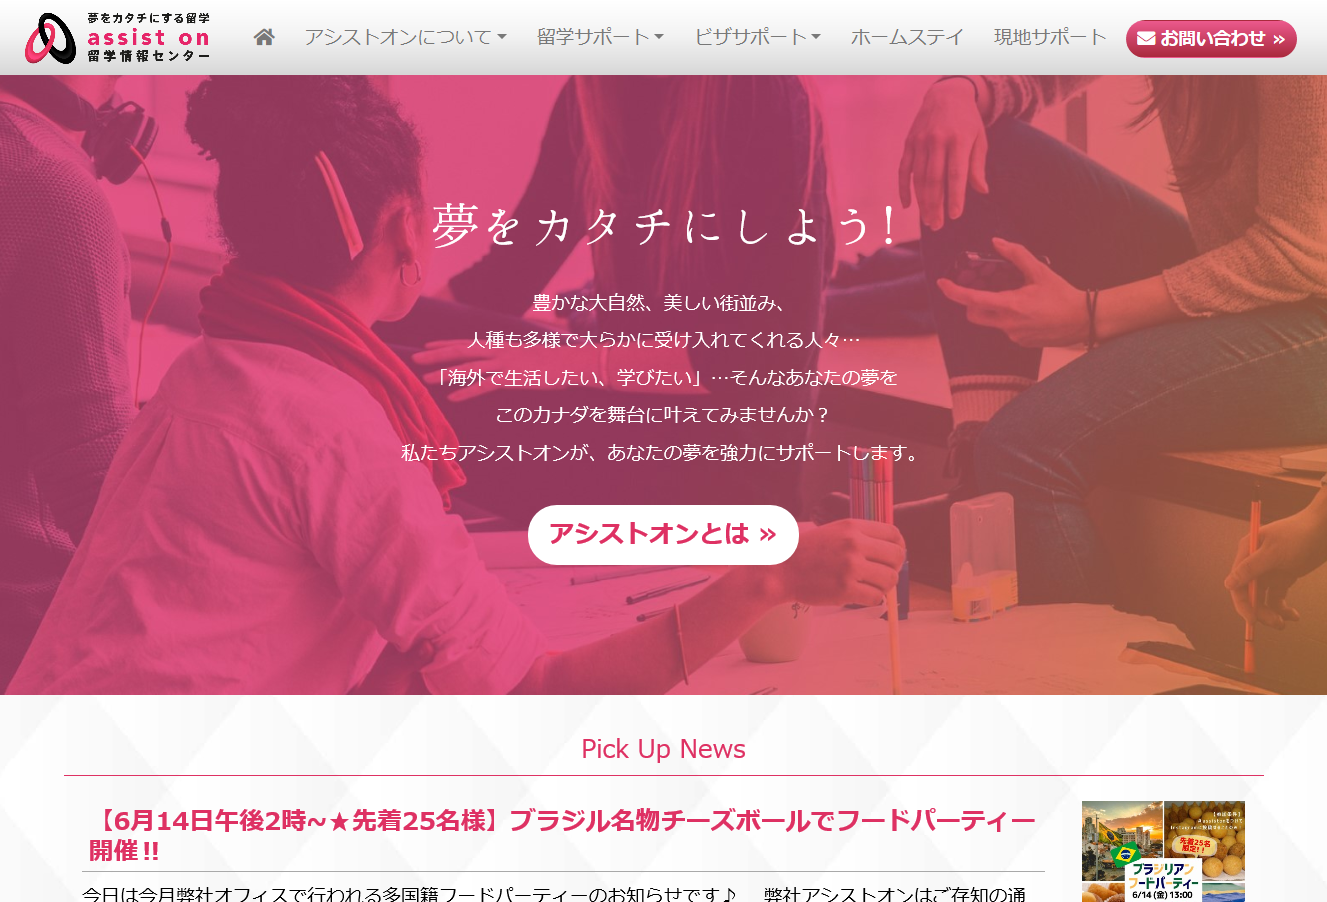 夢をカタチにする留学
assist on
留学情報センター
アシストオンについて
留学サポート
ビザサポート
ホームステイ
現地サポート
お問い合わせ »
夢をカタチにしよう!
豊かな大自然、美しい街並み、
人種も多様で大らかに受け入れてくれる人々…
「海外で生活したい、学びたい」…そんなあなたの夢を
このカナダを舞台に叶えてみませんか？
私たちアシストオンが、あなたの夢を強力にサポートします。
アシストオンとは »
Pick Up News
【6月14日午後2時~★先着25名様】ブラジル名物チーズボールでフードパーティー
開催!!
今日は今月弊社オフィスで行われる多国籍フードパーティーのお知らせです♪ 弊社アシストオンはご存知の通
先着25名
限定!!
ブラジリアン
フードパーティー
6/14 (金) 13:00